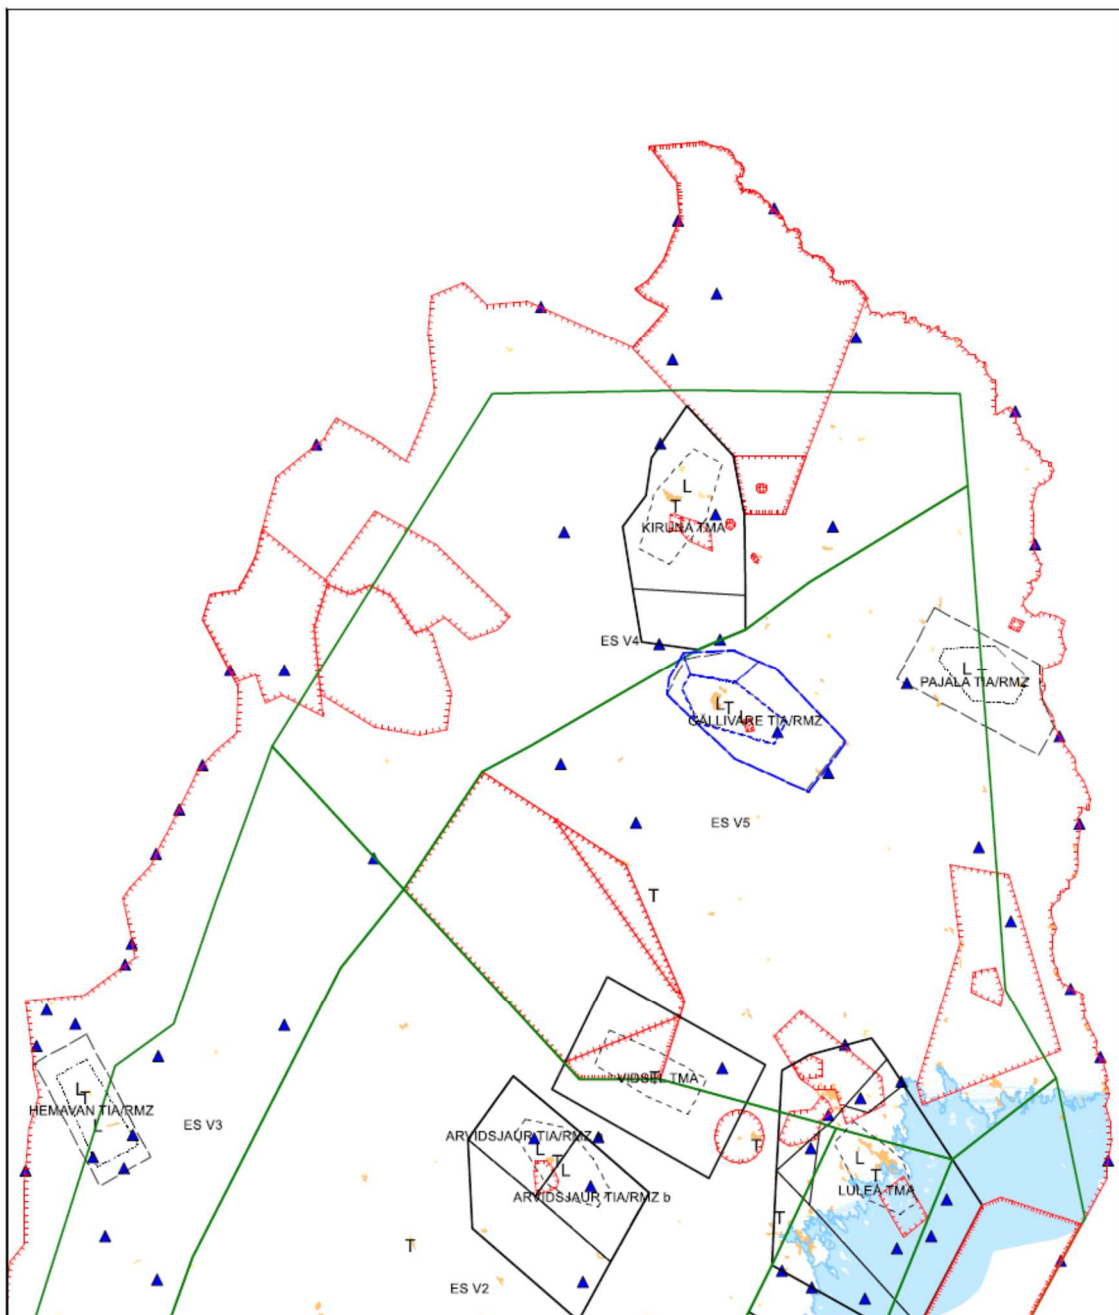 L
T
KIRUNA TMA
ES V4
L
T
PAJALA TIA/RMZ
L
T
L
GÄLLIVARE TIA/RMZ
ES V5
T
T
VIDSEL TMA
L
T
HEMAVAN TIA/RMZ
L
ES V3
ARVIDSJAUR TIA/RMZ
L
T
L
ARVIDSJAUR TIA/RMZ b
T
L
T
LULEÅ TMA
T
T
ES V2